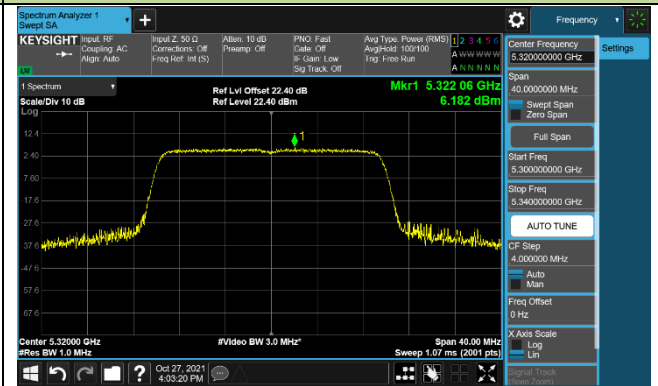 Spectrum Analyzer 1
Swept SA
Frequency
KEYSIGHT
Input: RF
Coupling: AC
Align: Auto
Input Z: 50 Ω
Corrections: Off
Freq Ref: Int (S)
Atten: 10 dB
Preamp: Off
PNO: Fast
Gate: Off
IF Gain: Low
Sig Track: Off
Avg Type: Power (RMS)
Avg|Hold: 100/100
Trig: Free Run
1 2 3 4 5 6
A W W W W W
A N N N N N
LXI
1 Spectrum
Scale/Div 10 dB
Log
Ref Lvl Offset 22.40 dB
Ref Level 22.40 dBm
Mkr1 5.322 06 GHz
6.182 dBm
1
12.4
2.40
-7.60
-17.6
-27.6
-37.6
-47.6
-57.6
-67.6
Center 5.32000 GHz
#Res BW 1.0 MHz
#Video BW 3.0 MHz*
Span 40.00 MHz
Sweep 1.07 ms (2001 pts)
Oct 27, 2021
4:03:20 PM
Center Frequency
5.320000000 GHz
Settings
Span
40.0000000 MHz
Swept Span
Zero Span
Full Span
Start Freq
5.300000000 GHz
Stop Freq
5.340000000 GHz
AUTO TUNE
CF Step
4.000000 MHz
Auto
Man
Freq Offset
0 Hz
X Axis Scale
Log
Lin
Signal Track
(Span Zoom)